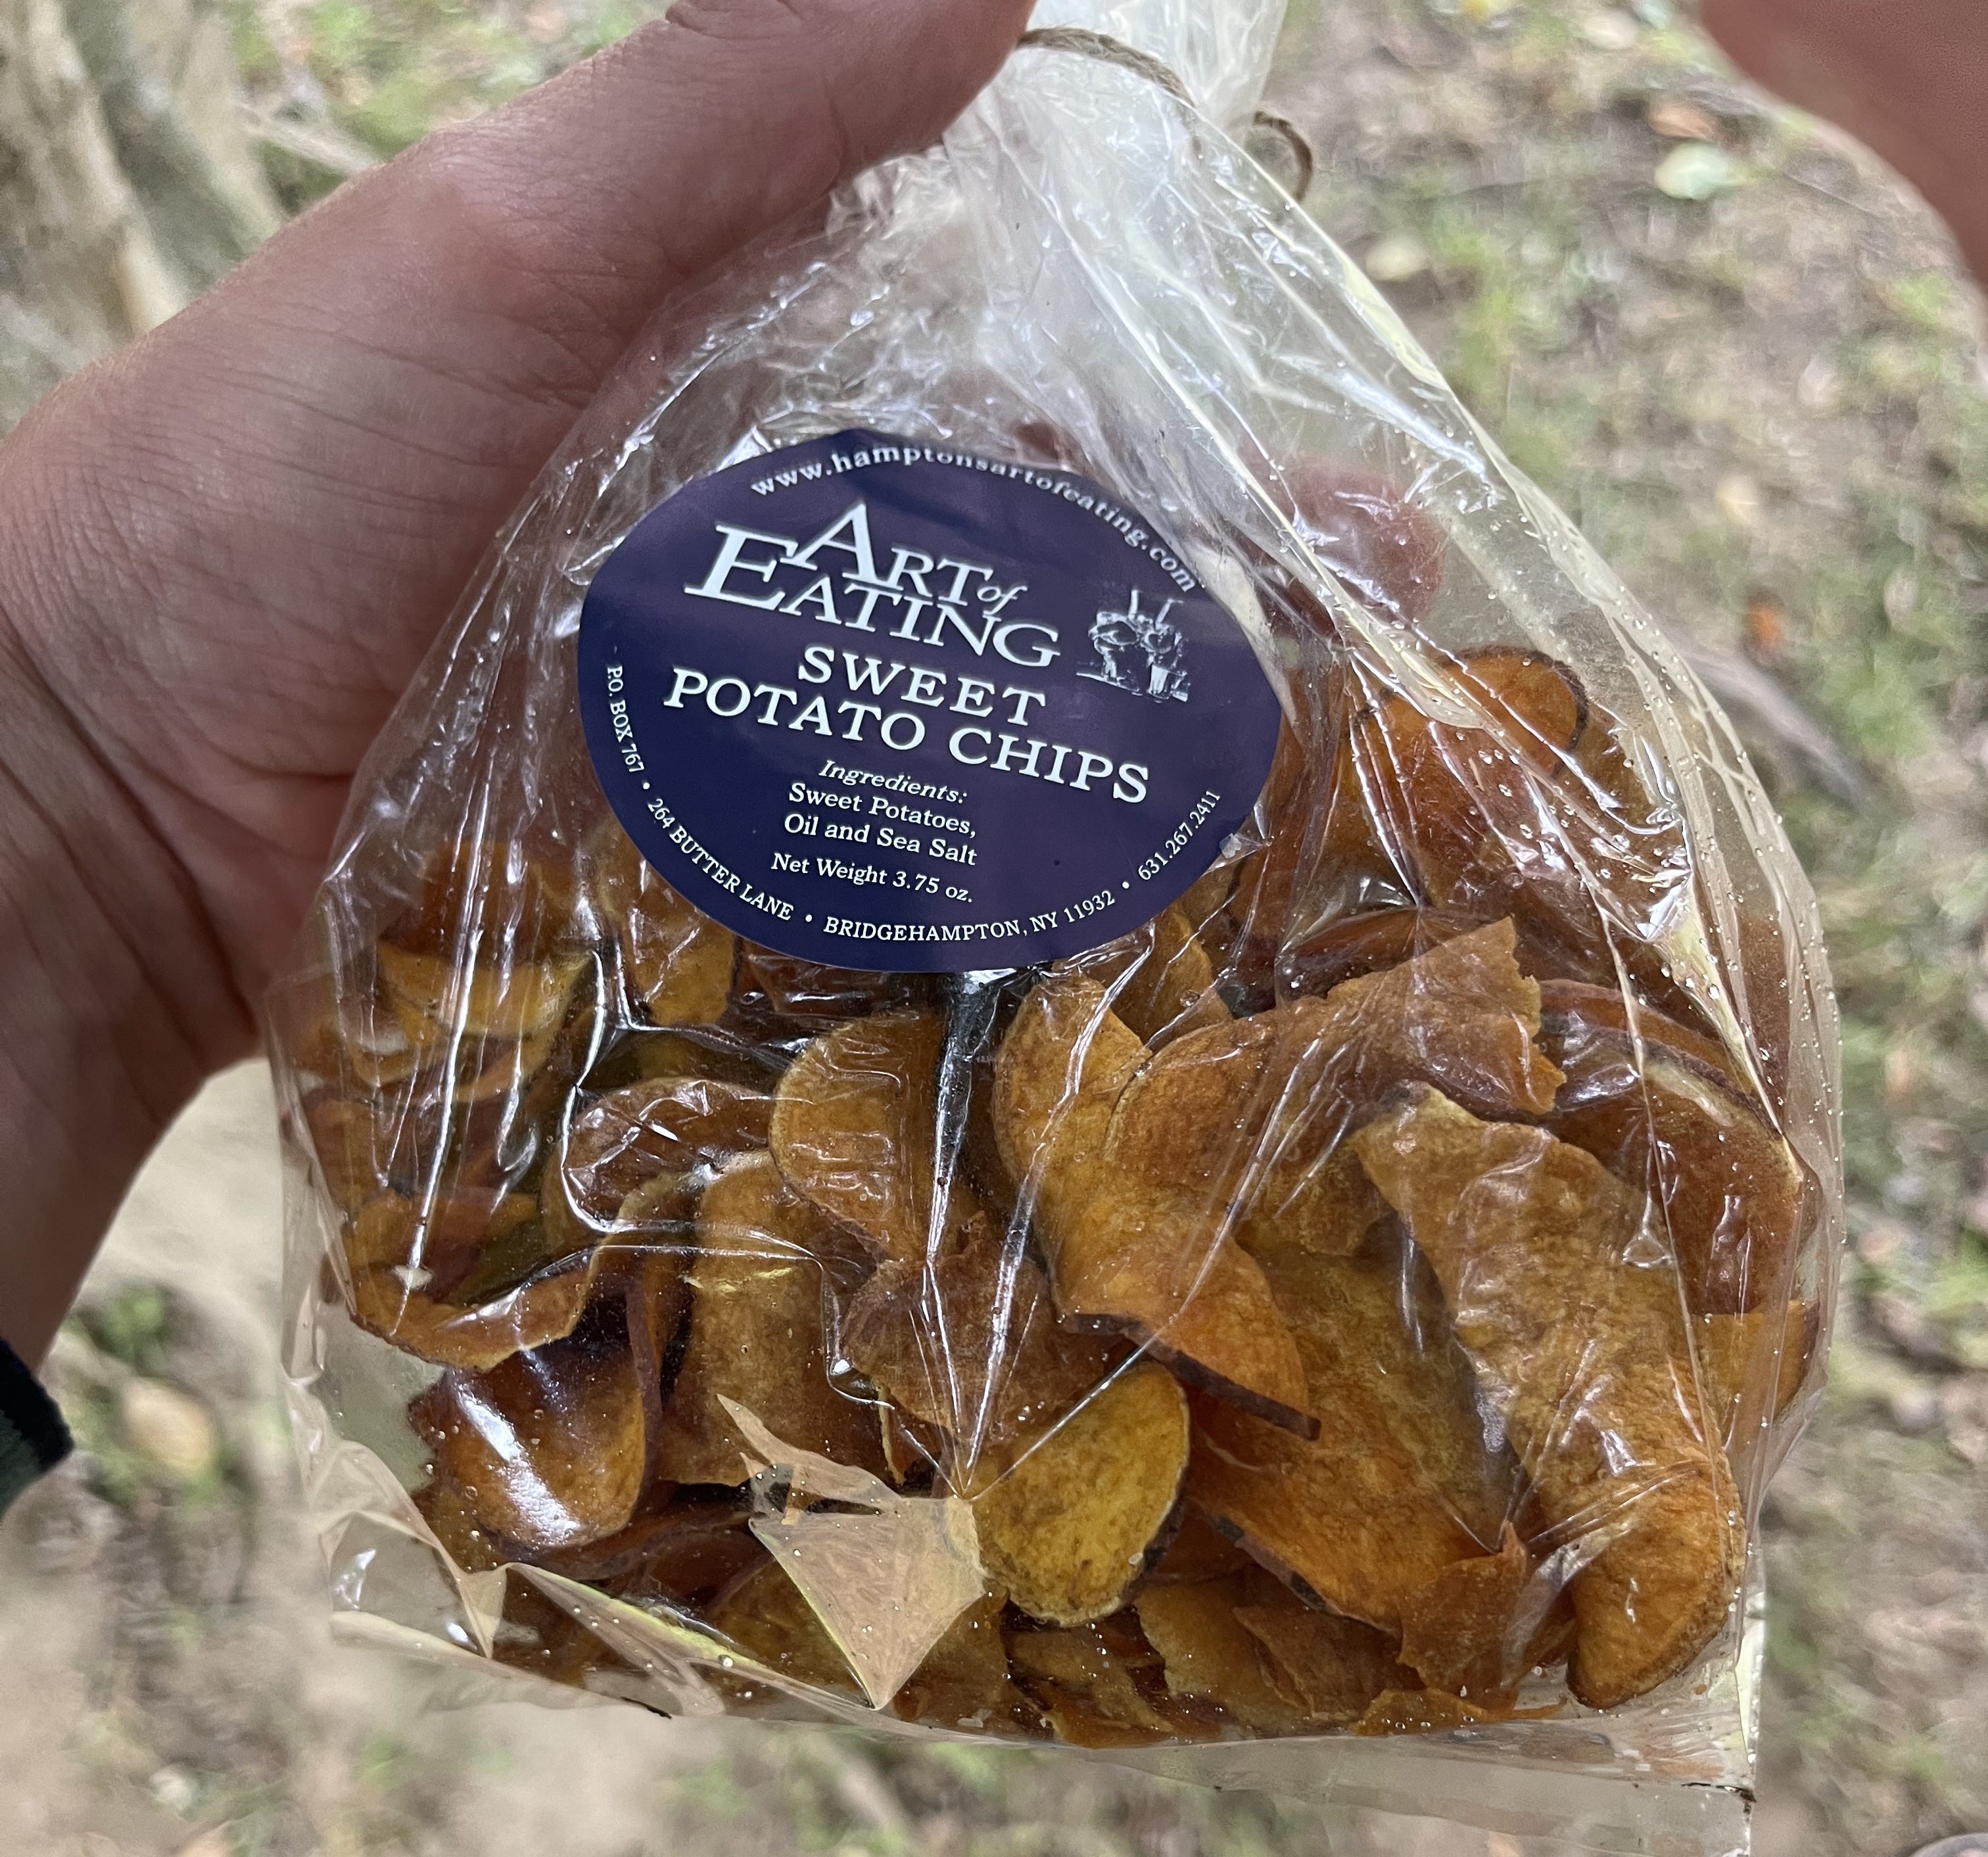 www.hamptonsartofeating.com
ART of
EATING
SWEET
POTATO CHIPS
Ingredients:
Sweet Potatoes,
Oil and Sea Salt
Net Weight 3.75 oz.
P.O. BOX 767 • 264 BUTTER LANE • BRIDGEHAMPTON, NY 11932 • 631.267.2411